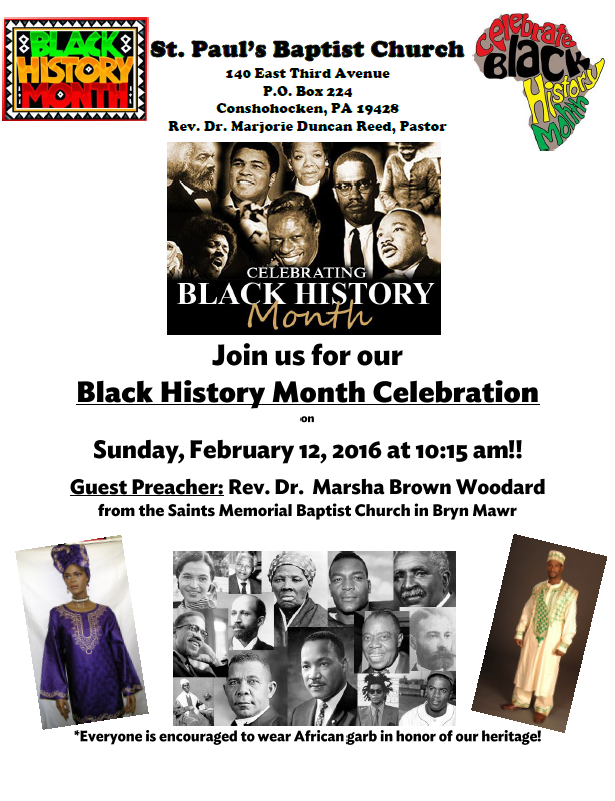 BLACK
HISTORY
MONTH
St. Paul's Baptist Church
140 East Third Avenue
P.O. Box 224
Conshohocken, PA 19428
Rev. Dr. Marjorie Duncan Reed, Pastor
Celebrate
Black
History
Month
CELEBRATING
BLACK HISTORY
Month
Join us for our
Black History Month Celebration
on
Sunday, February 12, 2016 at 10:15 am!!
Guest Preacher: Rev. Dr. Marsha Brown Woodard
from the Saints Memorial Baptist Church in Bryn Mawr
*Everyone is encouraged to wear African garb in honor of our heritage!